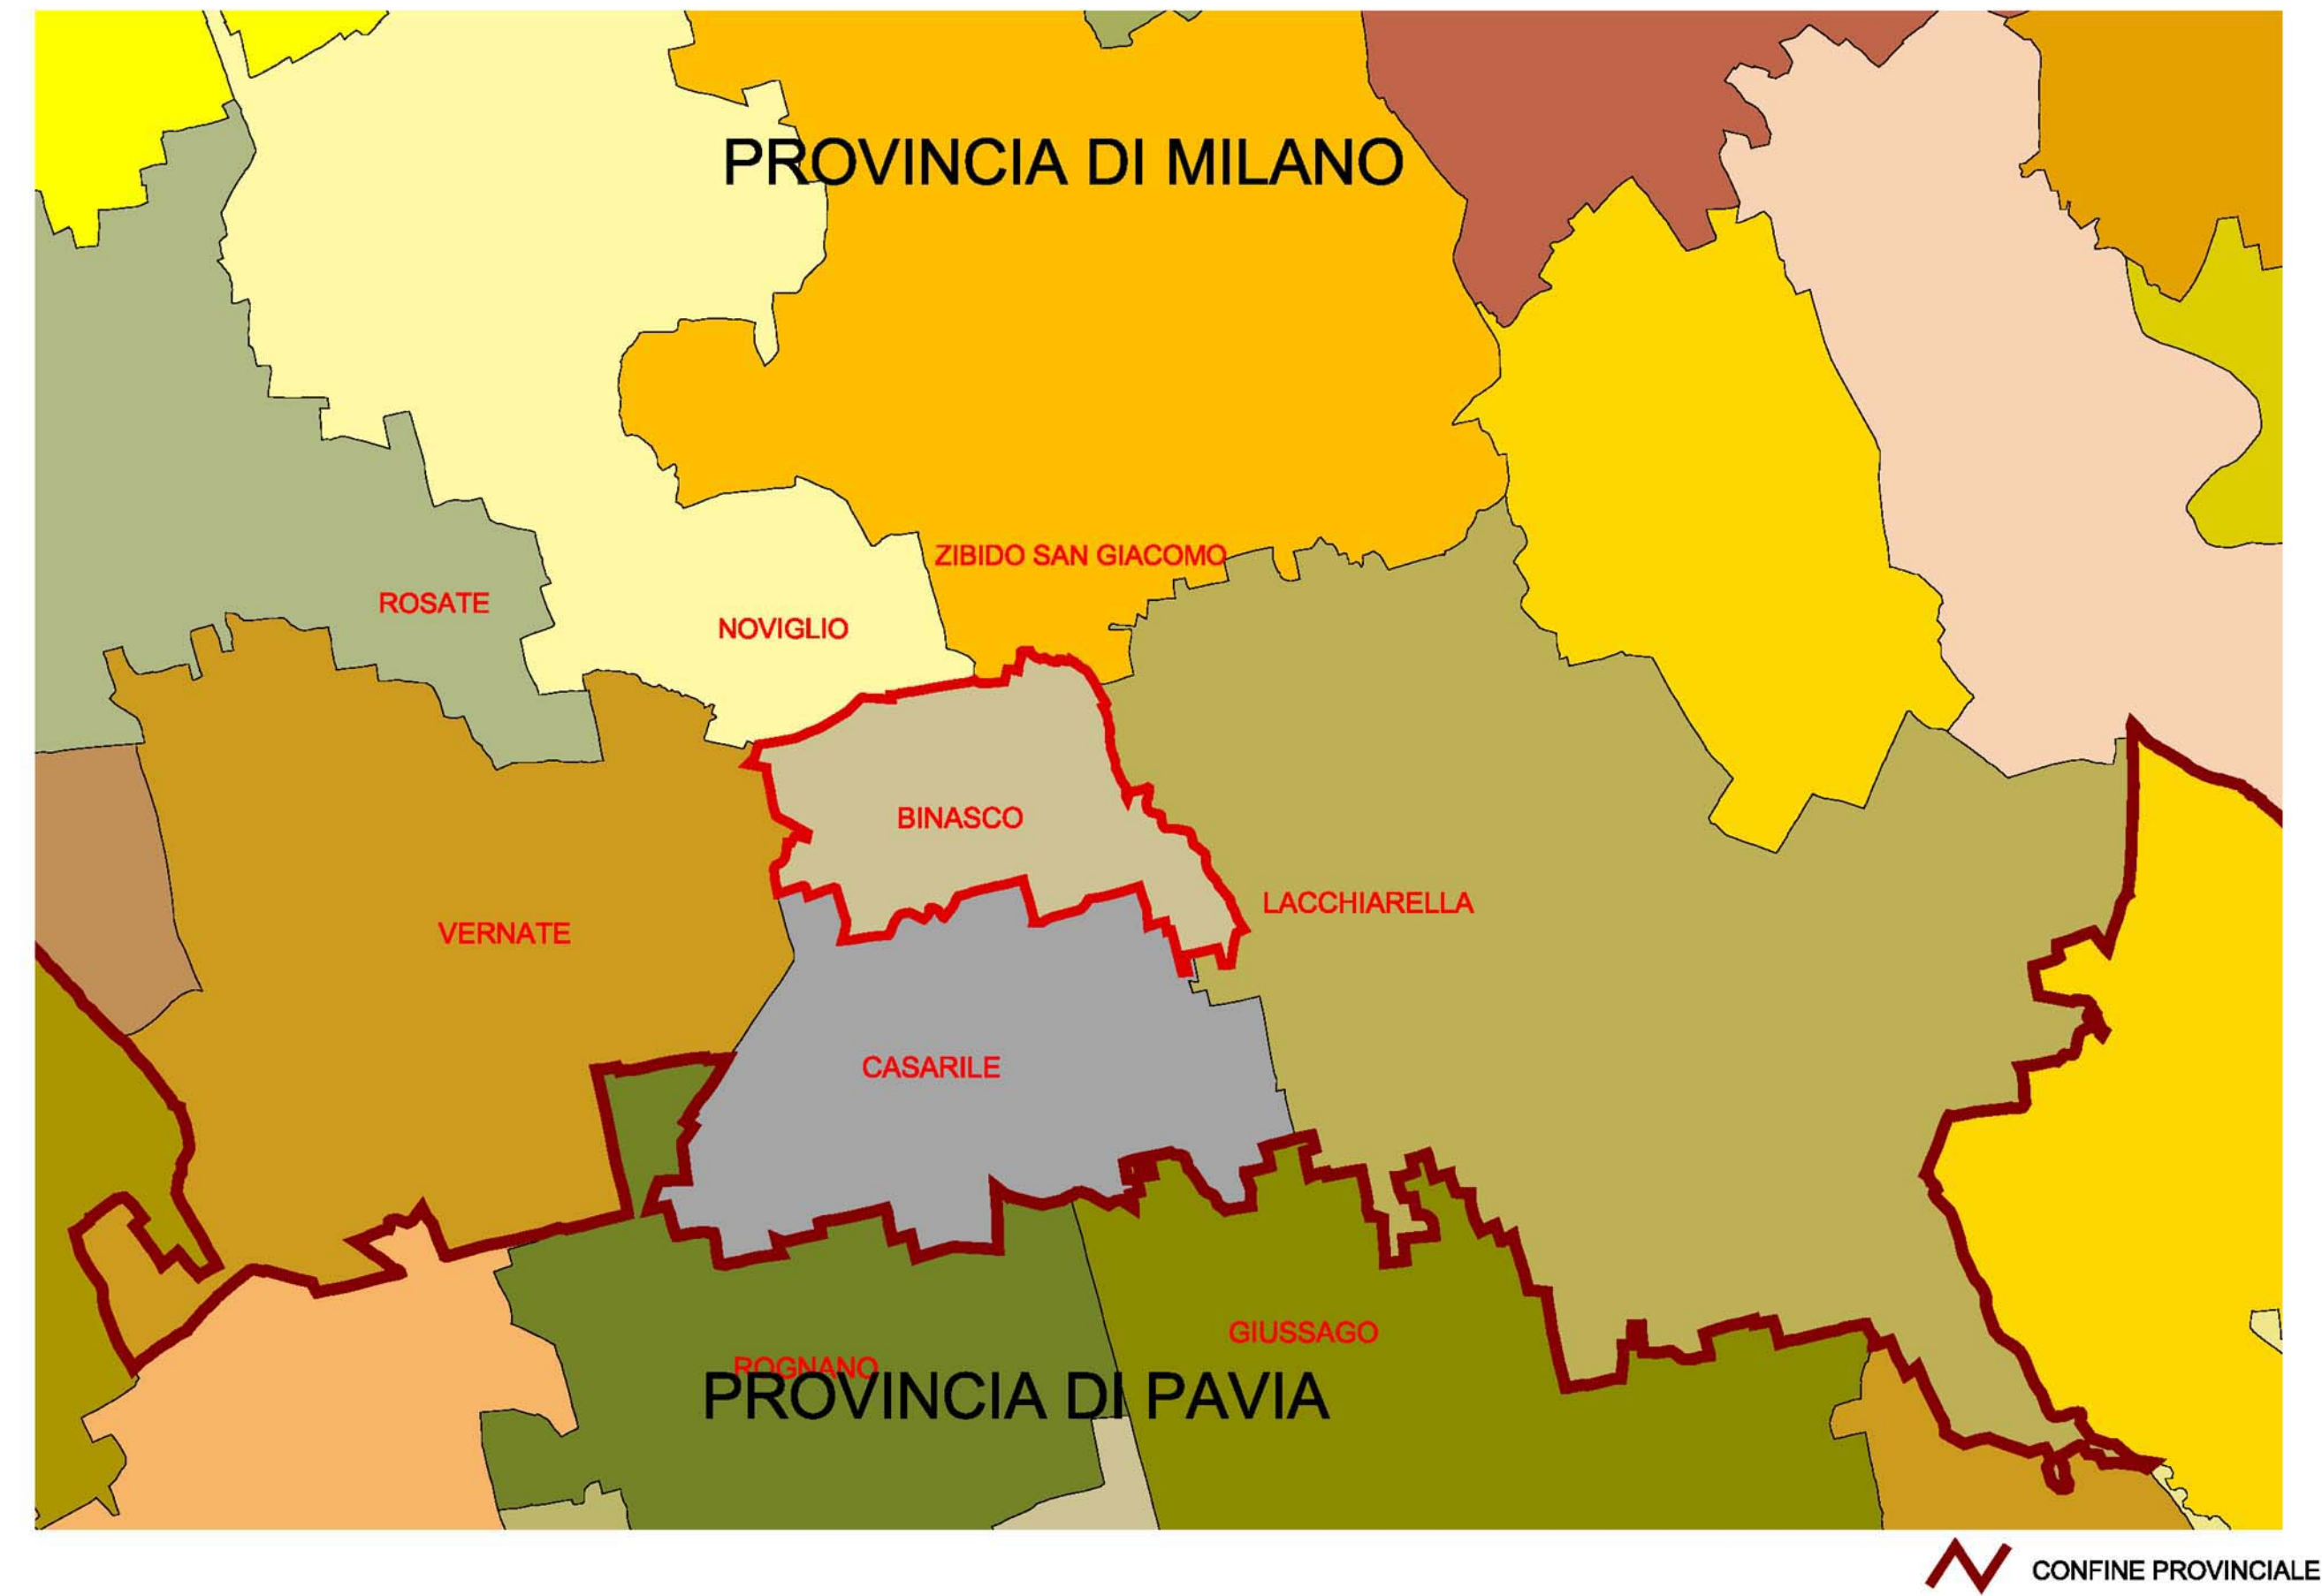 PROVINCIA DI MILANO
ZIBIDO SAN GIACOMO
ROSATE
NOVIGLIO
BINASCO
LACCHIARELLA
VERNATE
CASARILE
GIUSSAGO
ROGNANO
PROVINCIA DI PAVIA
CONFINE PROVINCIALE